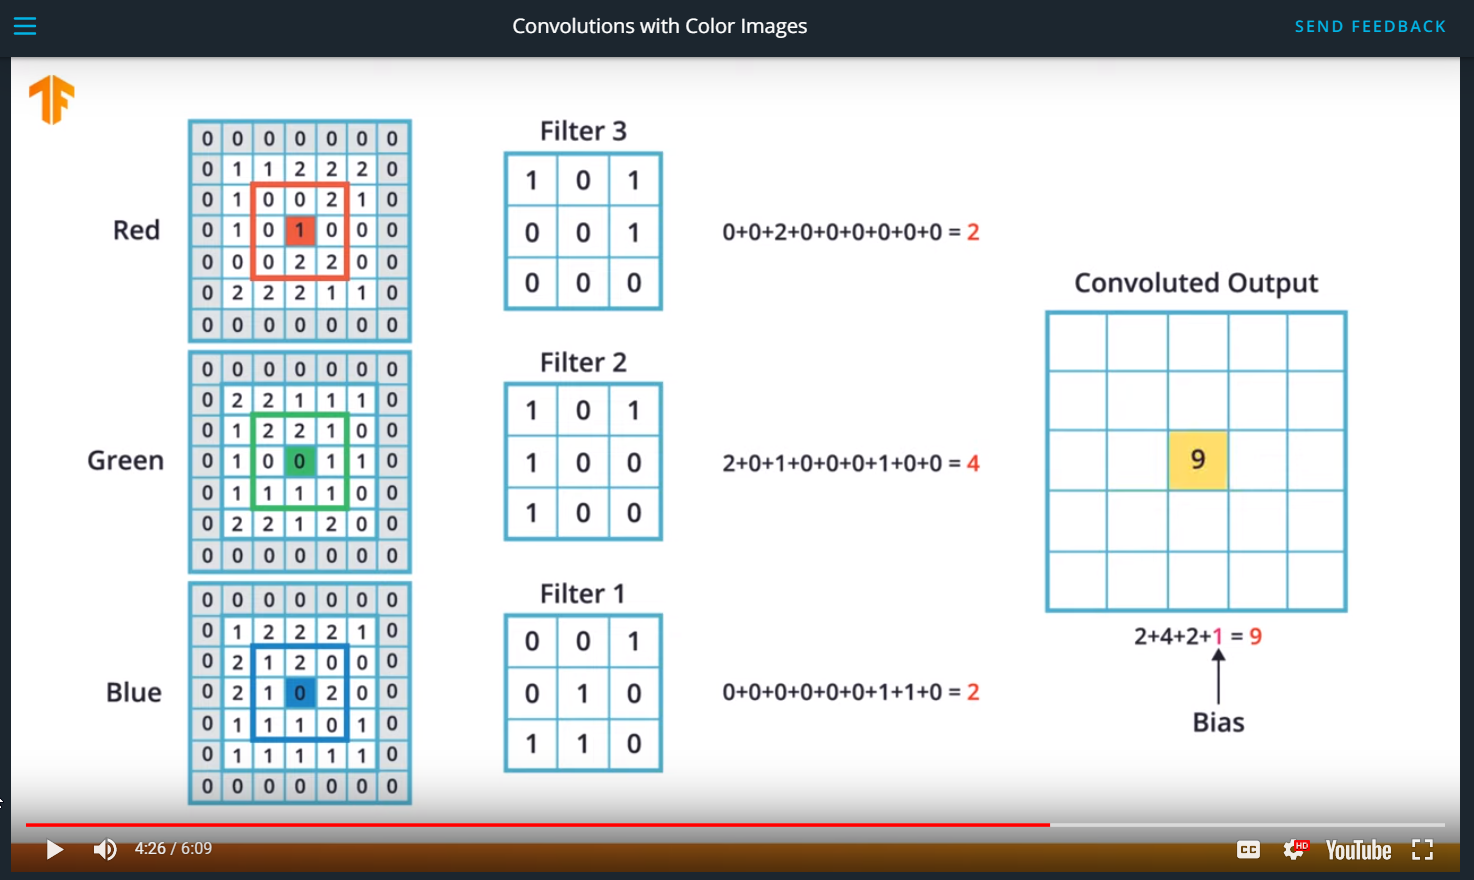 Convolutions with Color Images
SEND FEEDBACK
Red
0 0 0 0 0 0 0
0 1 1 2 2 2 0
0 1 0 0 2 1 0
0 1 0 1 0 0 0
0 0 0 2 2 0 0
0 2 2 2 1 1 0
0 0 0 0 0 0 0
Filter 3
1 0 1
0 0 1
0 0 0
0+0+2+0+0+0+0+0+0 = 2
Green
0 0 0 0 0 0 0
0 2 2 1 1 1 0
0 1 2 2 1 0 0
0 1 0 0 1 1 0
0 1 1 1 1 0 0
0 2 2 1 2 0 0
0 0 0 0 0 0 0
Filter 2
1 0 1
1 0 0
1 0 0
2+0+1+0+0+0+1+0+0 = 4
Blue
0 0 0 0 0 0 0
0 1 2 2 2 1 0
0 2 1 2 0 0 0
0 2 1 0 2 0 0
0 1 1 1 0 1 0
0 1 1 1 1 1 0
0 0 0 0 0 0 0
Filter 1
0 0 1
0 1 0
1 1 0
0+0+0+0+0+0+1+1+0 = 2
Convoluted Output
9
2+4+2+1 = 9
Bias
4:26 / 6:09
CC
HD
YouTube